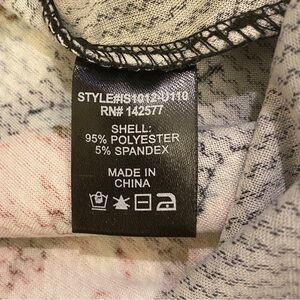 STYLE#IS1012-U110
RN# 142577
SHELL:
95% POLYESTER
5% SPANDEX
MADE IN
CHINA